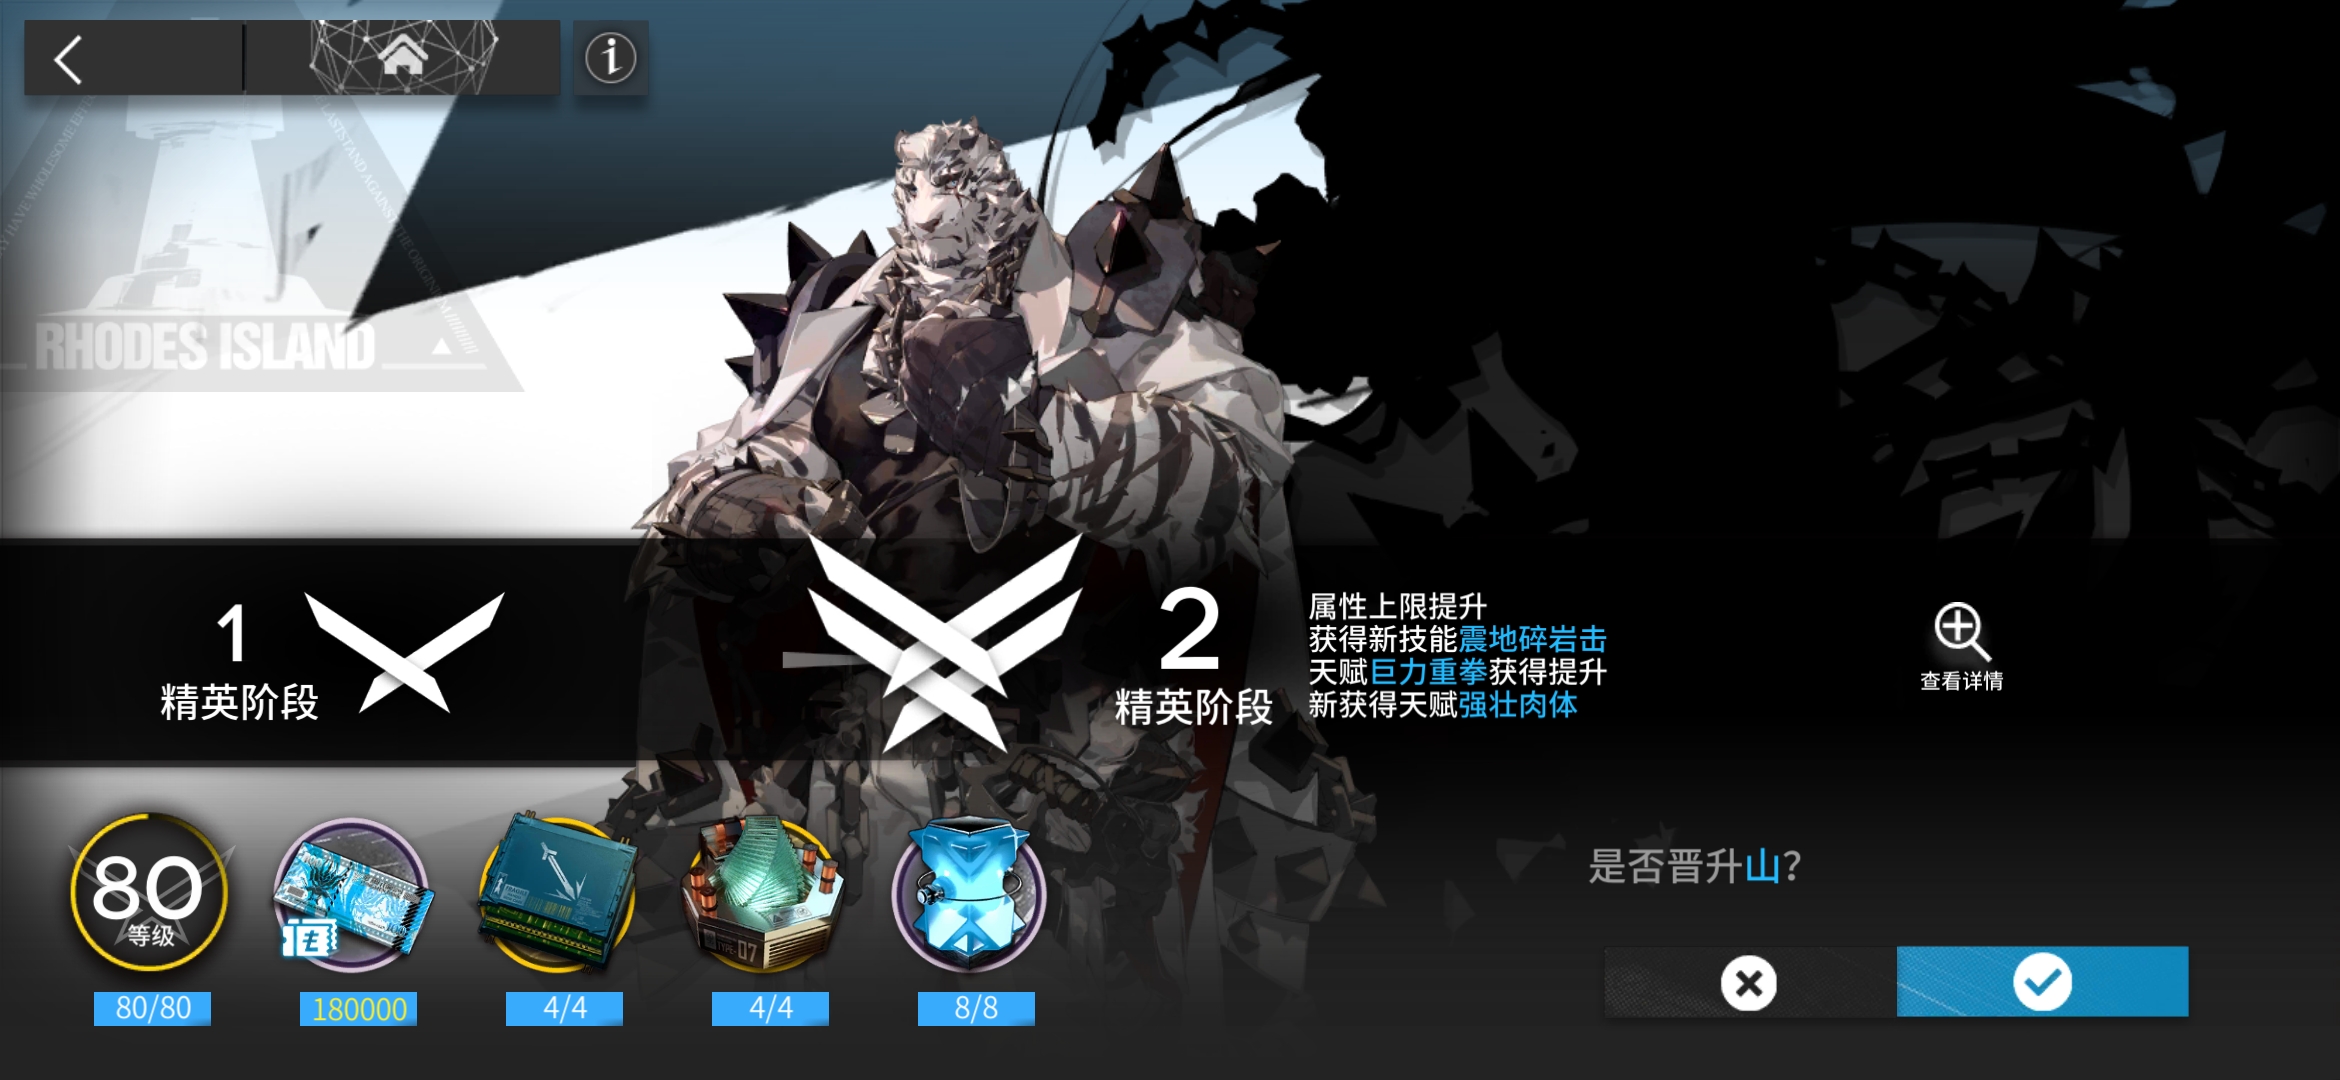 RHODES ISLAND
1
精英阶段
2
精英阶段
属性上限提升
获得新技能震地碎岩击
天赋巨力重拳获得提升
新获得天赋强壮肉体
查看详情
80
等级
TYPE-07
80/80
180000
4/4
4/4
8/8
是否晋升山?